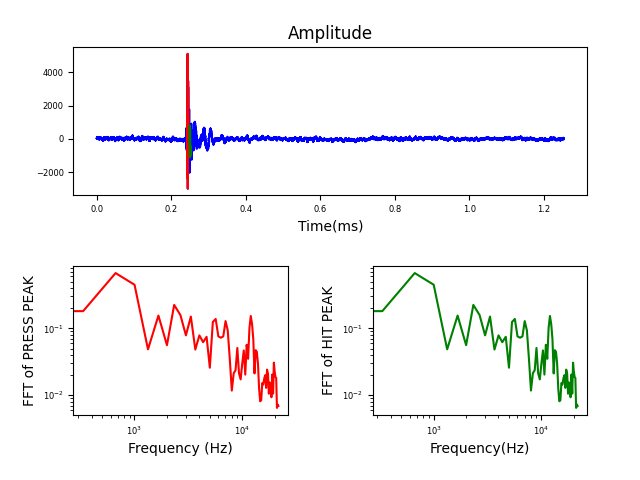 Amplitude
4000
2000
0
−2000
0.0 0.2 0.4 0.6 0.8 1.0 1.2
Time(ms)
FFT of PRESS PEAK
10⁻¹
10⁻²
10³ 10⁴
Frequency (Hz)
FFT of HIT PEAK
10⁻¹
10⁻²
10³ 10⁴
Frequency(Hz)